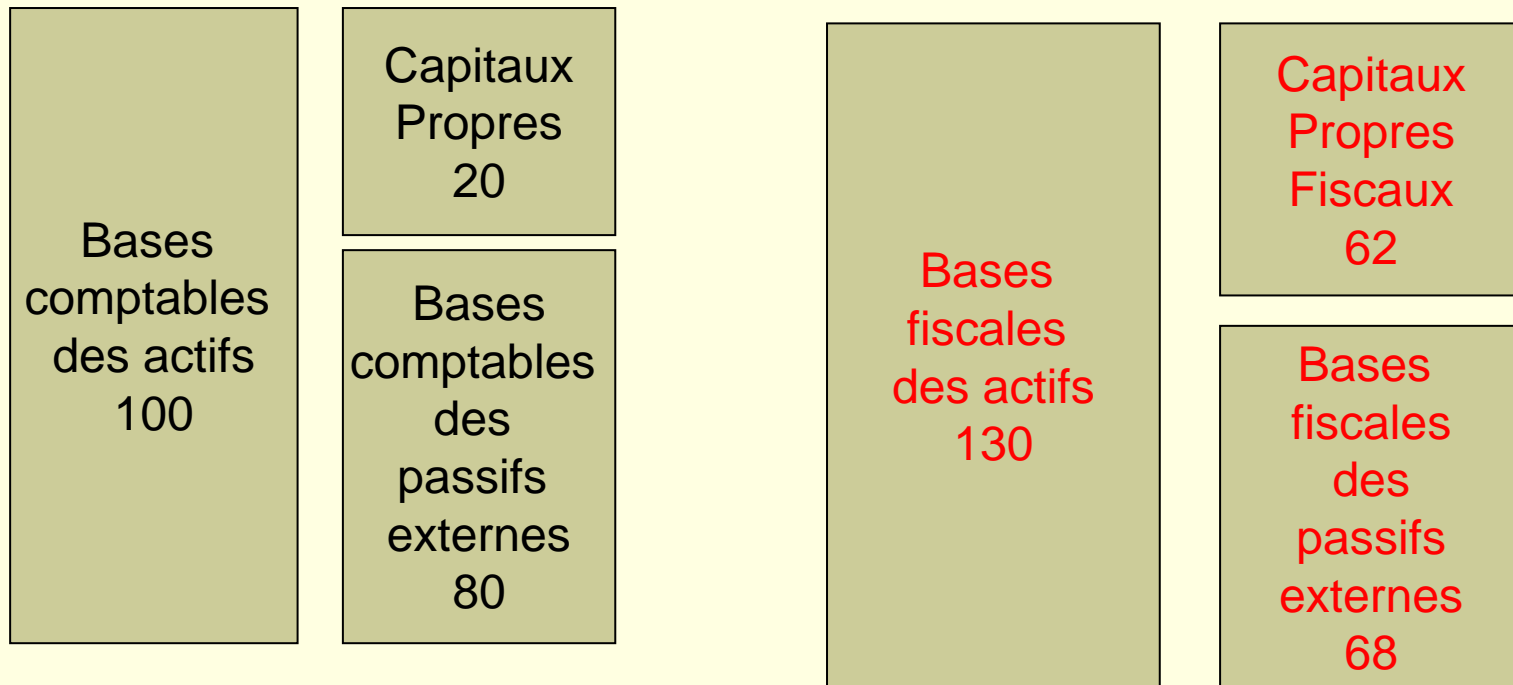 Bases
comptables
des actifs
100
Capitaux
Propres
20
Bases
comptables
des
passifs
externes
80
Bases
fiscales
des actifs
130
Capitaux
Propres
Fiscaux
62
Bases
fiscales
des
passifs
externes
68